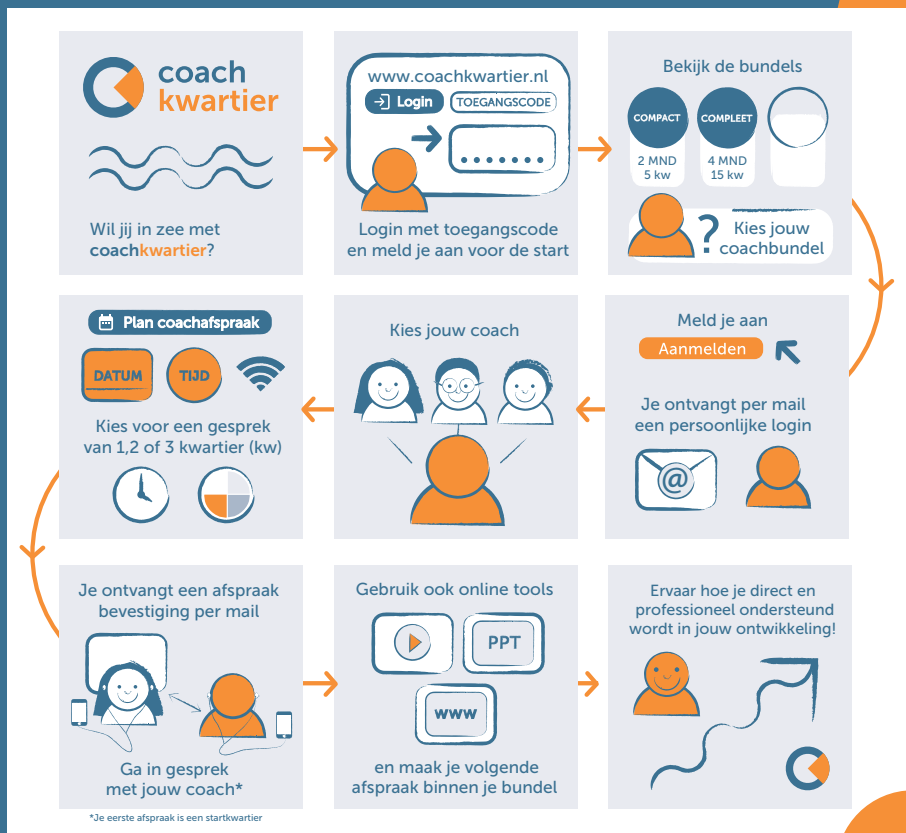 coach
kwartier
Wil jij in zee met
coachkwartier?
www.coachkwartier.nl
Login
TOEGANGSCODE
Login met toegangscode
en meld je aan voor de start
Bekijk de bundels
COMPACT
COMPLEET
2 MND
5 kw
4 MND
15 kw
?
Kies jouw
coachbundel
Meld je aan
Aanmelden
Je ontvangt per mail
een persoonlijke login
@
Kies jouw coach
Plan coachafspraak
DATUM
TIJD
Kies voor een gesprek
van 1,2 of 3 kwartier (kw)
Je ontvangt een afspraak
bevestiging per mail
Ga in gesprek
met jouw coach*
*Je eerste afspraak is een startkwartier
Gebruik ook online tools
PPT
www
en maak je volgende
afspraak binnen je bundel
Ervaar hoe je direct en
professioneel ondersteund
wordt in jouw ontwikkeling!